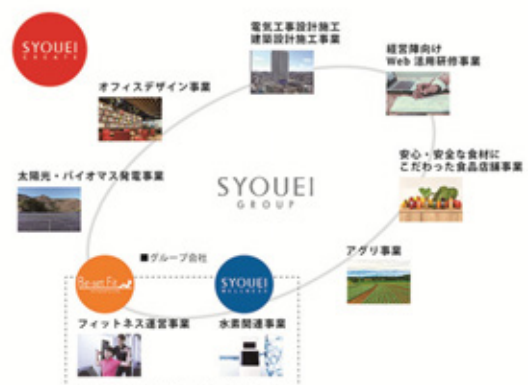 SYOUEI
CREATE
電気工事設計施工
建築設計施工事業
経営陣向け
Web 活用研修事業
オフィスデザイン事業
安心・安全な食材に
こだわった食品店舗事業
太陽光・バイオマス発電事業
SYOUEI
GROUP
アグリ事業
■グループ会社
Be-set Fit
SYOUEI
WELLNESS
フィットネス運営事業
水素関連事業